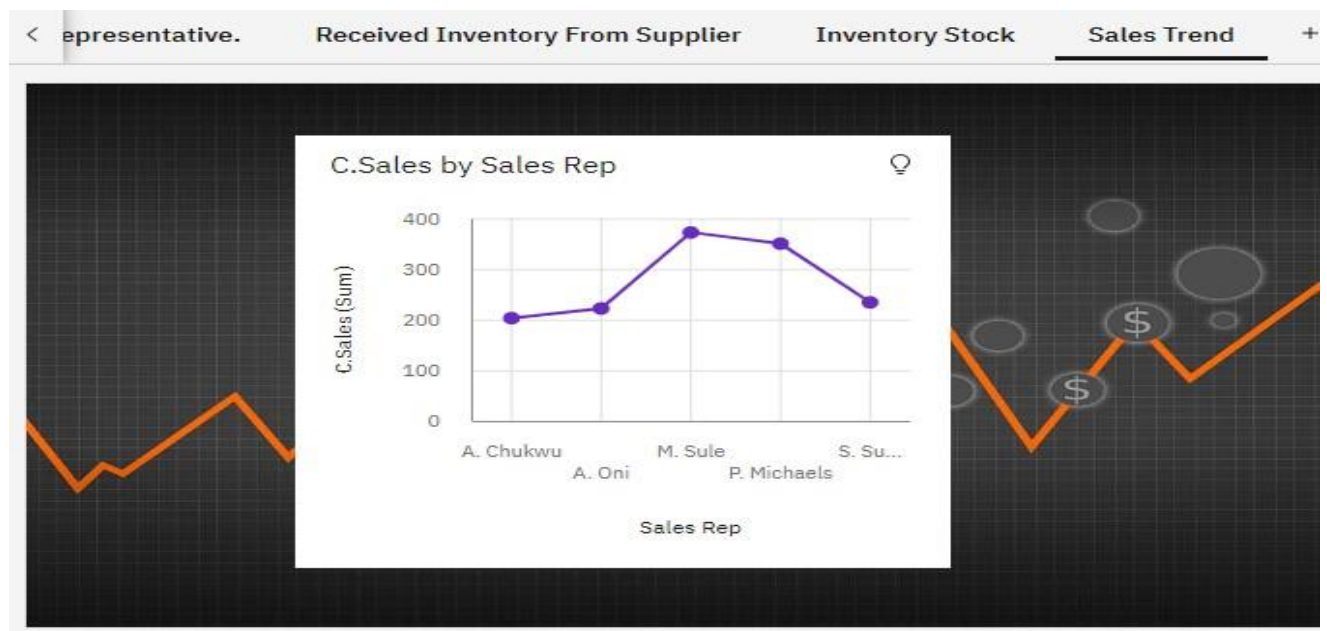 < epresentative. Received Inventory From Supplier Inventory Stock Sales Trend +
C.Sales by Sales Rep
C.Sales (Sum)
400
300
200
100
0
A. Chukwu M. Sule S. Su...
A. Oni P. Michaels
Sales Rep
$
$